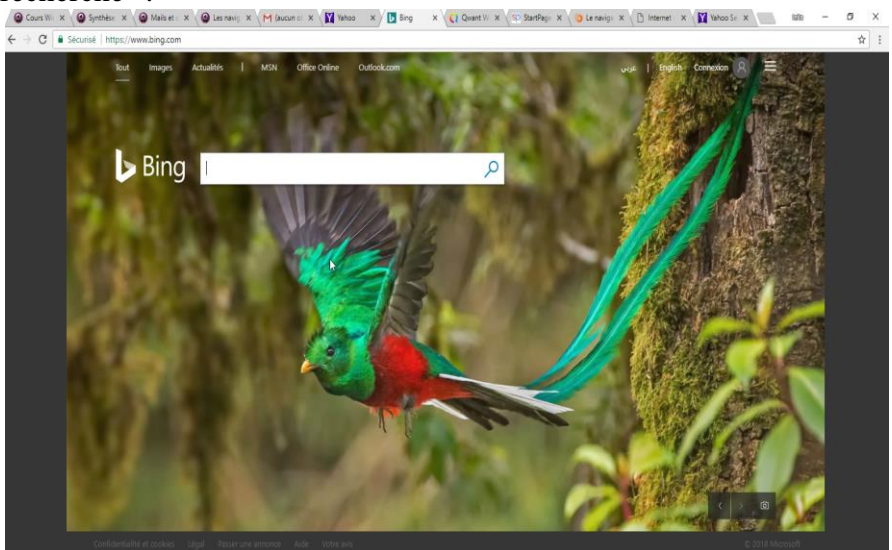 recherche
Cours Wi Synthèse Mails et Les navig (aucun ol Yahoo Bing Qwant W StartPage Le navig Internet Yahoo Se
Sécurisé | https://www.bing.com
Tout Images Actualités | MSN Office Online Outlook.com عربي | English Connexion
Bing
Confidentialité et cookies Légal Passer une annonce Aide Votre avis © 2018 Microsoft